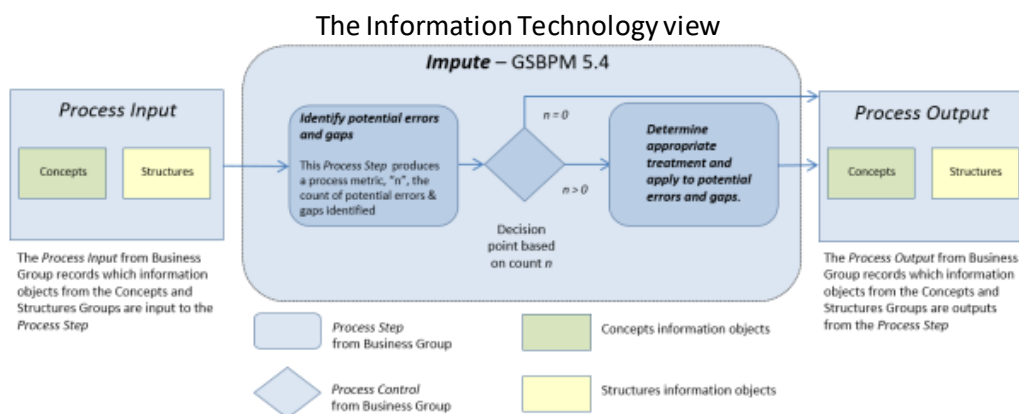 The Information Technology view
Impute – GSBPM 5.4
Process Input
Concepts
Structures
The Process Input from Business
Group records which information
objects from the Concepts and
Structures Groups are input to the
Process Step
Identify potential errors
and gaps
This Process Step produces
a process metric, "n", the
count of potential errors &
gaps identified
n = 0
n > 0
Decision
point based
on count n
Determine
appropriate
treatment and
apply to potential
errors and gaps.
Process Output
Concepts
Structures
The Process Output from Business
Group records which information
objects from the Concepts and
Structures Groups are outputs
from the Process Step
Process Step
from Business Group
Concepts information objects
Process Control
from Business Group
Structures information objects